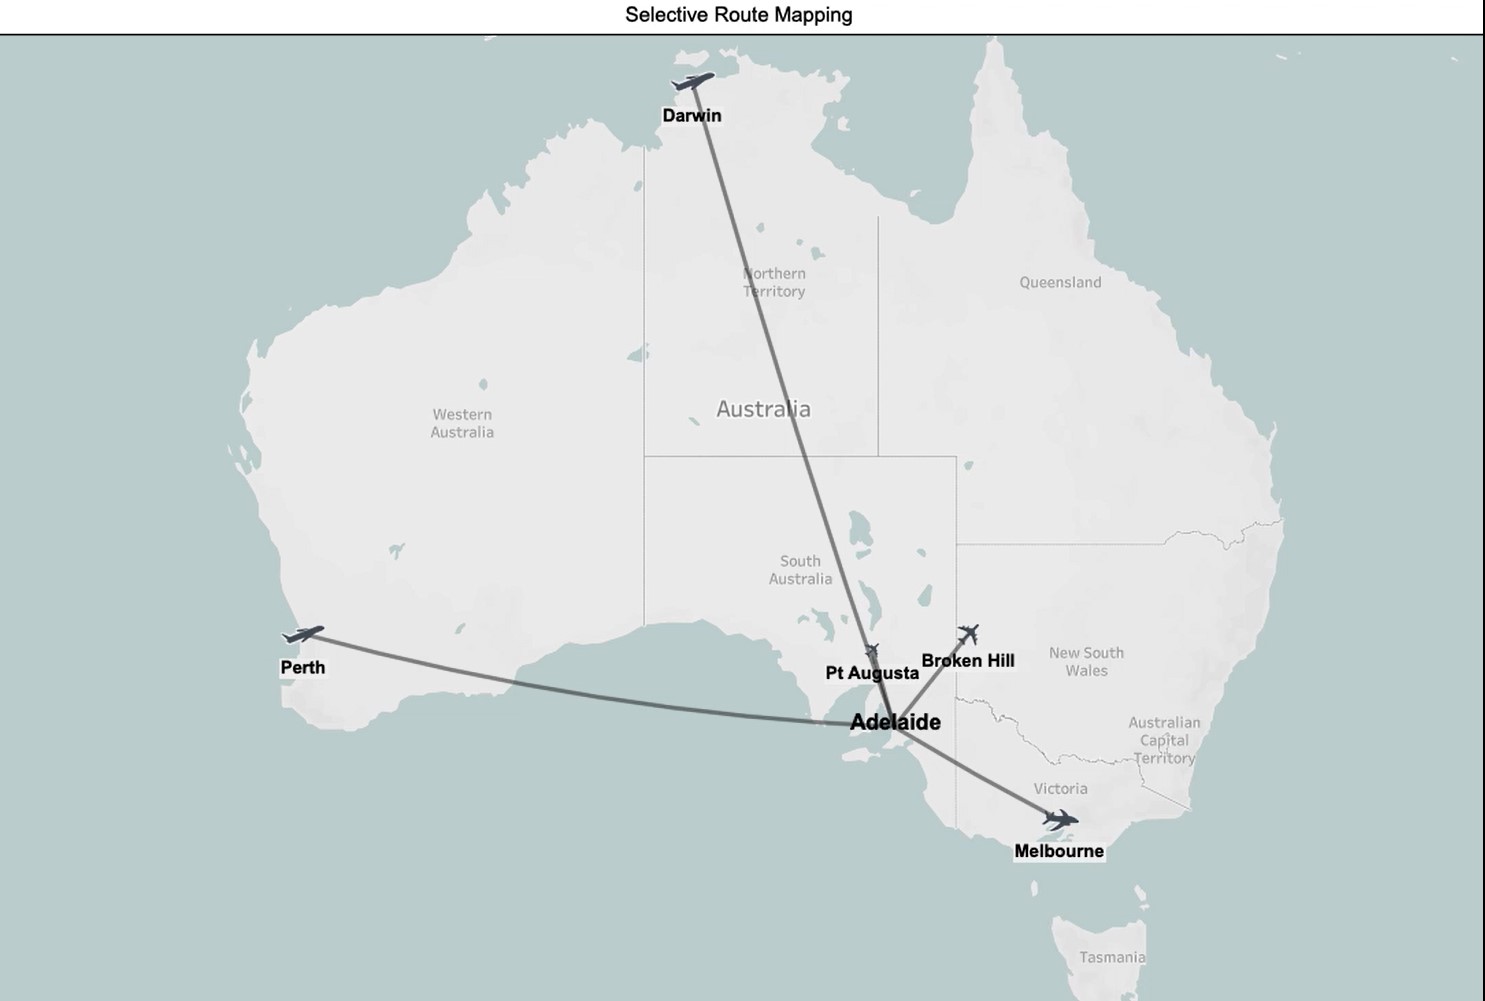 Selective Route Mapping
Darwin
Northern
Territory
Queensland
Australia
Western
Australia
South
Australia
Perth
Pt Augusta
Broken Hill
New South
Wales
Adelaide
Australian
Capital
Territory
Victoria
Melbourne
Tasmania